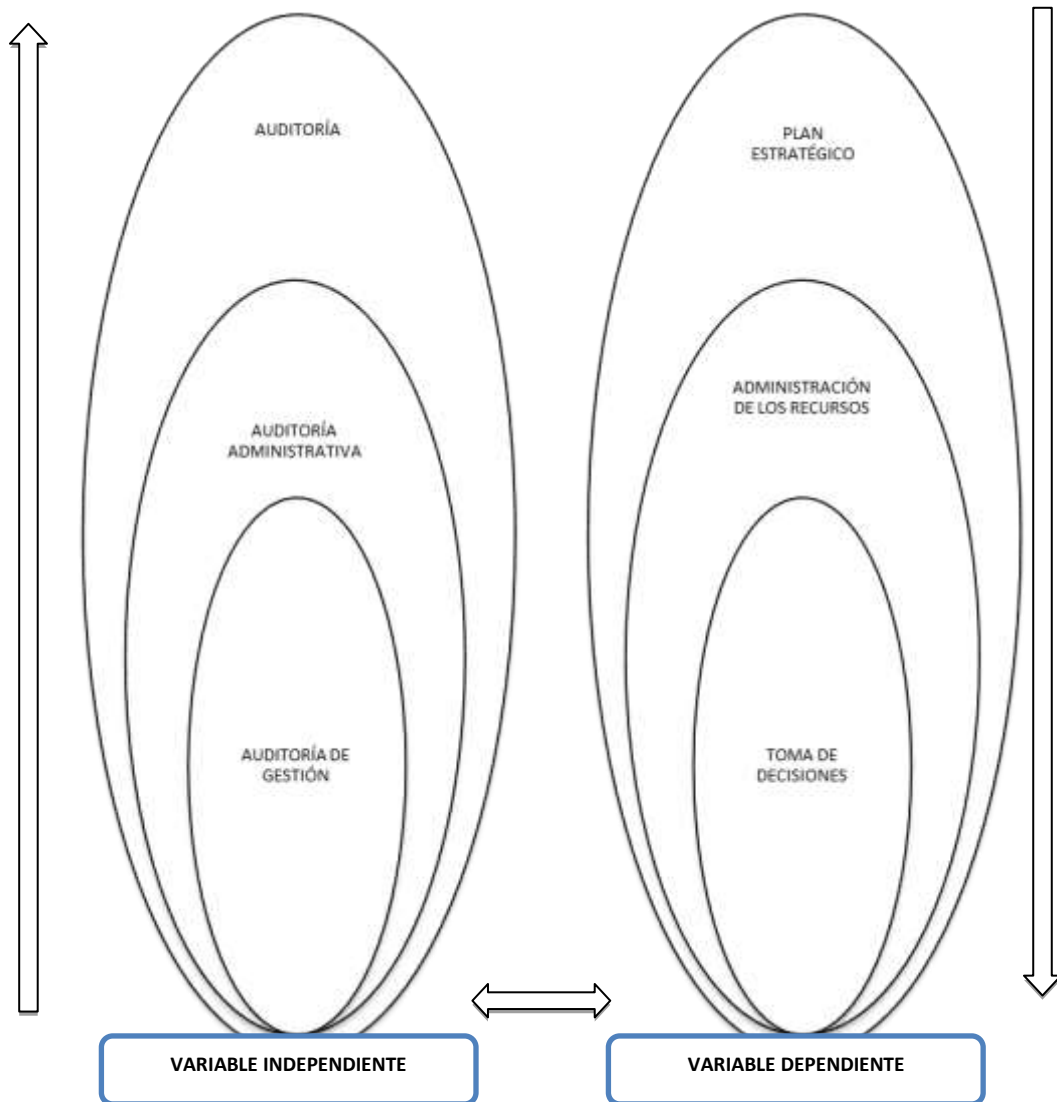 AUDITORÍA
AUDITORÍA
ADMINISTRATIVA
AUDITORÍA DE
GESTIÓN
VARIABLE INDEPENDIENTE
PLAN
ESTRATÉGICO
ADMINISTRACIÓN
DE LOS RECURSOS
TOMA DE
DECISIONES
VARIABLE DEPENDIENTE